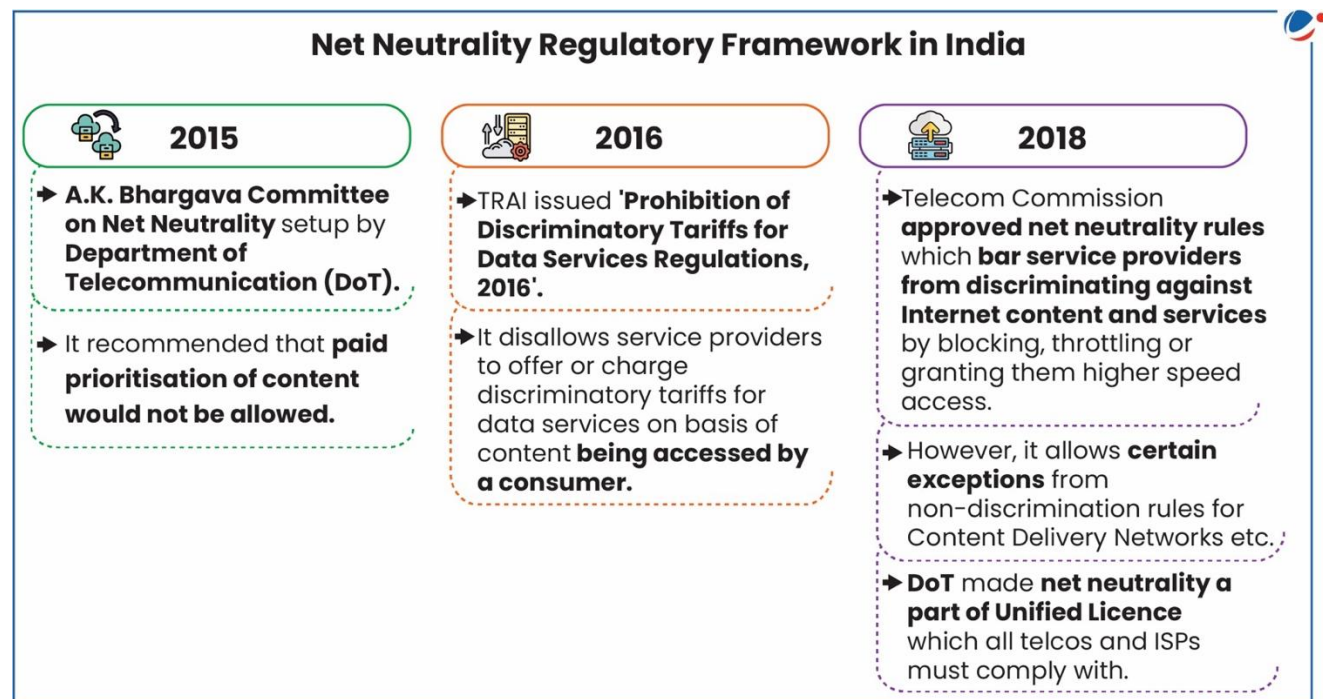 Net Neutrality Regulatory Framework in India
2015
A.K. Bhargava Committee
on Net Neutrality setup by
Department of
Telecommunication (DoT).
It recommended that paid
prioritisation of content
would not be allowed.
2016
TRAI issued 'Prohibition of
Discriminatory Tariffs for
Data Services Regulations,
2016'.
It disallows service providers
to offer or charge
discriminatory tariffs for
data services on basis of
content being accessed by
a consumer.
2018
Telecom Commission
approved net neutrality rules
which bar service providers
from discriminating against
Internet content and services
by blocking, throttling or
granting them higher speed
access.
However, it allows certain
exceptions from
non-discrimination rules for
Content Delivery Networks etc.
DoT made net neutrality a
part of Unified Licence
which all telcos and ISPs
must comply with.